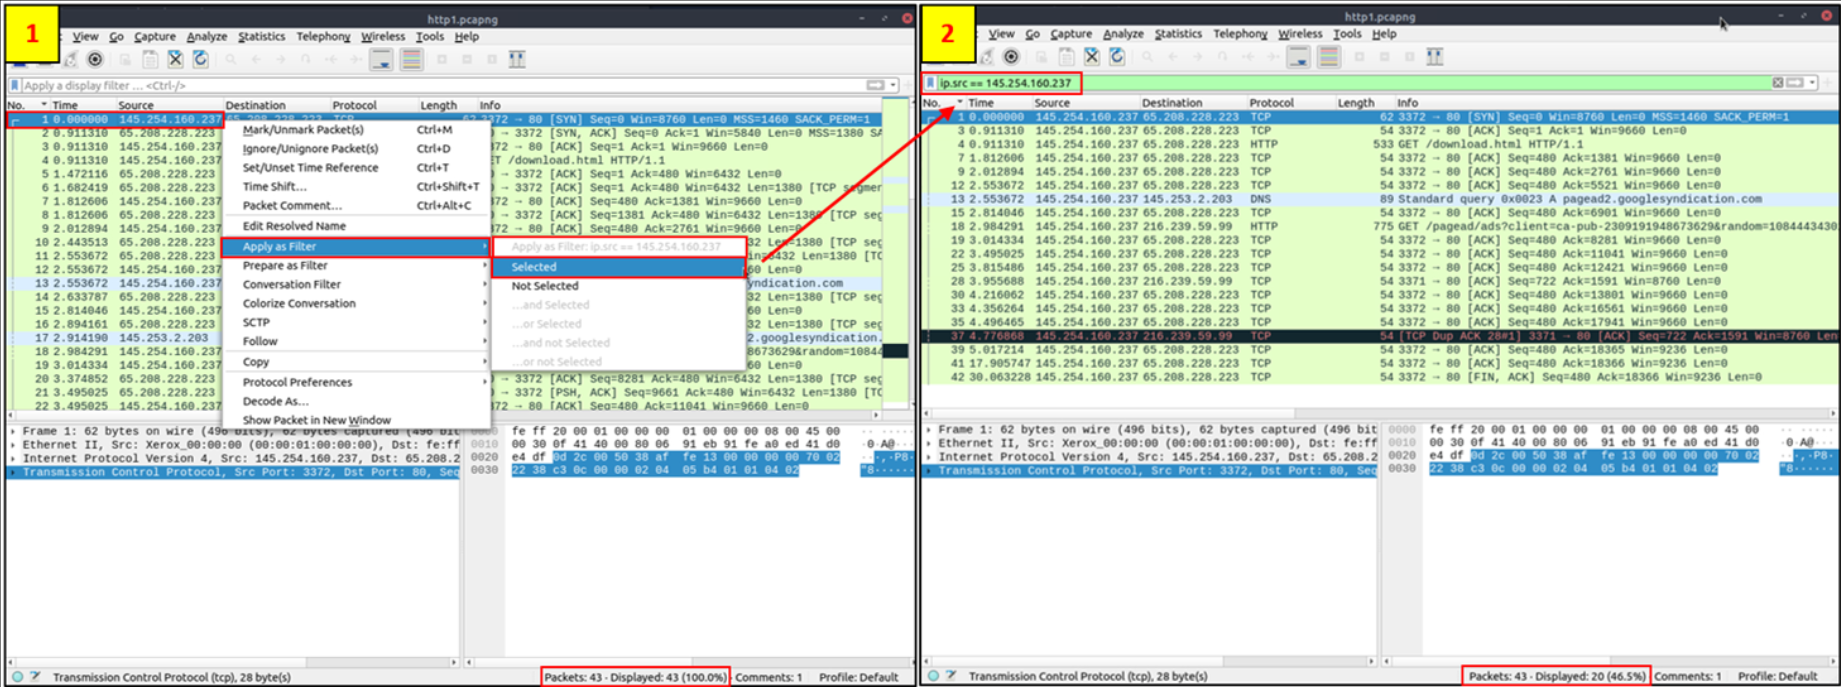 1
http1.pcapng
View Go Capture Analyze Statistics Telephony Wireless Tools Help
Apply a display filter ... <Ctrl-/>
No. Time Source Destination Protocol Length Info
1 0.000000 145.254.160.237 65.208.228.223 TCP 62 3372 → 80 [SYN] Seq=0 Win=8760 Len=0 MSS=1460 SACK_PERM=1
2 0.911310 65.208.228.223 → 3372 [SYN, ACK] Seq=0 Ack=1 Win=5840 Len=0 MSS=1380 SA
3 0.911310 145.254.160.237 372 → 80 [ACK] Seq=1 Ack=1 Win=9660 Len=0
4 0.911310 145.254.160.237 ET /download.html HTTP/1.1
5 1.472116 65.208.228.223 → 3372 [ACK] Seq=1 Ack=480 Win=6432 Len=0
6 1.682419 65.208.228.223 → 3372 [ACK] Seq=1 Ack=480 Win=6432 Len=1380 [TCP segmen
7 1.812606 145.254.160.237 372 → 80 [ACK] Seq=480 Ack=1381 Win=9660 Len=0
8 1.812606 65.208.228.223 → 3372 [ACK] Seq=1381 Ack=480 Win=6432 Len=1380 [TCP seg
9 2.012894 145.254.160.237 372 → 80 [ACK] Seq=480 Ack=2761 Win=9660 Len=0
10 2.443513 65.208.228.223 Len=1380 [TCP seg
11 2.553672 65.208.228.223 Win=6432 Len=1380 [TCP seg
12 2.553672 145.254.160.237 60 Len=0
13 2.553672 145.254.160.237 yndication.com
14 2.633787 65.208.228.223 2 Len=1380 [TCP seg
15 2.814046 145.254.160.237 60 Len=0
16 2.894161 65.208.228.223 2 Len=1380 [TCP seg
17 2.914190 145.253.2.203 2.googlesyndication.
18 2.984291 145.254.160.237 8673629&random=10844
19 3.014334 145.254.160.237 60 Len=0
20 3.374852 65.208.228.223 → 3372 [ACK] Seq=8281 Ack=480 Win=6432 Len=1380 [TCP seg
21 3.495025 65.208.228.223 → 3372 [PSH, ACK] Seq=9661 Ack=480 Win=6432 Len=1380 [TC
22 3.495025 145.254.160.237 372 → 80 [ACK] Seq=480 Ack=11041 Win=9660 Len=0
Mark/Unmark Packet(s) Ctrl+M
Ignore/Unignore Packet(s) Ctrl+D
Set/Unset Time Reference Ctrl+T
Time Shift... Ctrl+Shift+T
Packet Comment... Ctrl+Alt+C
Edit Resolved Name
Apply as Filter
Prepare as Filter
Conversation Filter
Colorize Conversation
SCTP
Follow
Copy
Protocol Preferences
Decode As...
Show Packet in New Window
Apply as Filter: ip.src == 145.254.160.237
Selected
Not Selected
...and Selected
...or Selected
...and not Selected
...or not Selected
Frame 1: 62 bytes on wire (496 bits), 62 bytes captured (496 bit
Ethernet II, Src: Xerox_00:00:00 (00:00:01:00:00:00), Dst: fe:ff
Internet Protocol Version 4, Src: 145.254.160.237, Dst: 65.208.2
Transmission Control Protocol, Src Port: 3372, Dst Port: 80, Seq
fe ff 20 00 01 00 00 00 01 00 00 00 08 00 45 00
0010 00 30 0f 41 40 00 80 06 91 eb 91 fe a0 ed 41 d0 ·0·A@···
0020 e4 df 0d 2c 00 50 38 af fe 13 00 00 00 00 70 02 ···,·P8·
0030 22 38 c3 0c 00 00 02 04 05 b4 01 01 04 02 "8······
Transmission Control Protocol (tcp), 28 byte(s) Packets: 43 · Displayed: 43 (100.0%) Comments: 1 Profile: Default
2
http1.pcapng
View Go Capture Analyze Statistics Telephony Wireless Tools Help
ip.src == 145.254.160.237
No. Time Source Destination Protocol Length Info
1 0.000000 145.254.160.237 65.208.228.223 TCP 62 3372 → 80 [SYN] Seq=0 Win=8760 Len=0 MSS=1460 SACK_PERM=1
3 0.911310 145.254.160.237 65.208.228.223 TCP 54 3372 → 80 [ACK] Seq=1 Ack=1 Win=9660 Len=0
4 0.911310 145.254.160.237 65.208.228.223 HTTP 533 GET /download.html HTTP/1.1
7 1.812606 145.254.160.237 65.208.228.223 TCP 54 3372 → 80 [ACK] Seq=480 Ack=1381 Win=9660 Len=0
9 2.012894 145.254.160.237 65.208.228.223 TCP 54 3372 → 80 [ACK] Seq=480 Ack=2761 Win=9660 Len=0
12 2.553672 145.254.160.237 65.208.228.223 TCP 54 3372 → 80 [ACK] Seq=480 Ack=5521 Win=9660 Len=0
13 2.553672 145.254.160.237 145.253.2.203 DNS 89 Standard query 0x0023 A pagead2.googlesyndication.com
15 2.814046 145.254.160.237 65.208.228.223 TCP 54 3372 → 80 [ACK] Seq=480 Ack=6901 Win=9660 Len=0
18 2.984291 145.254.160.237 216.239.59.99 HTTP 775 GET /pagead/ads?client=ca-pub-2309191948673629&random=1084443430
19 3.014334 145.254.160.237 65.208.228.223 TCP 54 3372 → 80 [ACK] Seq=480 Ack=8281 Win=9660 Len=0
22 3.495025 145.254.160.237 65.208.228.223 TCP 54 3372 → 80 [ACK] Seq=480 Ack=11041 Win=9660 Len=0
25 3.815486 145.254.160.237 65.208.228.223 TCP 54 3372 → 80 [ACK] Seq=480 Ack=12421 Win=9660 Len=0
28 3.955688 145.254.160.237 216.239.59.99 TCP 54 3371 → 80 [ACK] Seq=722 Ack=1591 Win=8760 Len=0
30 4.216062 145.254.160.237 65.208.228.223 TCP 54 3372 → 80 [ACK] Seq=480 Ack=13801 Win=9660 Len=0
33 4.356264 145.254.160.237 65.208.228.223 TCP 54 3372 → 80 [ACK] Seq=480 Ack=16561 Win=9660 Len=0
35 4.496465 145.254.160.237 65.208.228.223 TCP 54 3372 → 80 [ACK] Seq=480 Ack=17941 Win=9660 Len=0
37 4.776868 145.254.160.237 216.239.59.99 TCP 54 [TCP Dup ACK 28#1] 3371 → 80 [ACK] Seq=722 Ack=1591 Win=8760 Len
39 5.017214 145.254.160.237 65.208.228.223 TCP 54 3372 → 80 [ACK] Seq=480 Ack=18365 Win=9236 Len=0
41 17.905747 145.254.160.237 65.208.228.223 TCP 54 3372 → 80 [ACK] Seq=480 Ack=18366 Win=9236 Len=0
42 30.063228 145.254.160.237 65.208.228.223 TCP 54 3372 → 80 [FIN, ACK] Seq=480 Ack=18366 Win=9236 Len=0
Frame 1: 62 bytes on wire (496 bits), 62 bytes captured (496 bit
Ethernet II, Src: Xerox_00:00:00 (00:00:01:00:00:00), Dst: fe:ff
Internet Protocol Version 4, Src: 145.254.160.237, Dst: 65.208.2
Transmission Control Protocol, Src Port: 3372, Dst Port: 80, Seq
0000 fe ff 20 00 01 00 00 00 01 00 00 00 08 00 45 00
0010 00 30 0f 41 40 00 80 06 91 eb 91 fe a0 ed 41 d0 ·0·A@···
0020 e4 df 0d 2c 00 50 38 af fe 13 00 00 00 00 70 02 ···,·P8·
0030 22 38 c3 0c 00 00 02 04 05 b4 01 01 04 02 "8······
Transmission Control Protocol (tcp), 28 byte(s) Packets: 43 · Displayed: 20 (46.5%) Comments: 1 Profile: Default